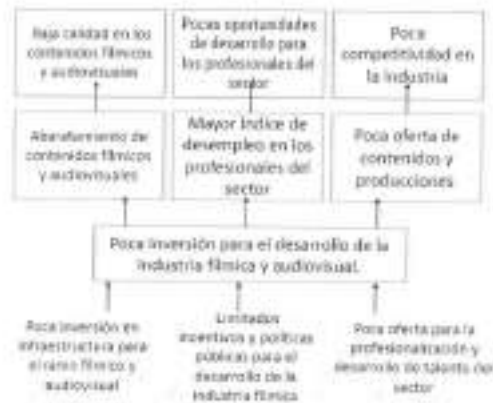 Baja calidad en los
contenidos fílmicos
y audiovisuales
Pocas oportunidades
de desarrollo para
los profesionales del
sector
Poca
competitividad en
la industria
Abaratamiento de
contenidos fílmicos
y audiovisuales
Mayor índice de
desempleo en los
profesionales del
sector
Poca oferta de
contenidos y
producciones
Poca inversión para el desarrollo de la
industria fílmica y audiovisual.
Poca inversión en
infraestructura para
el ramo fílmico y
audiovisual
Limitados
incentivos y políticas
públicas para el
desarrollo de la
industria fílmica
Poca oferta para la
profesionalización y
desarrollo de talento del
sector